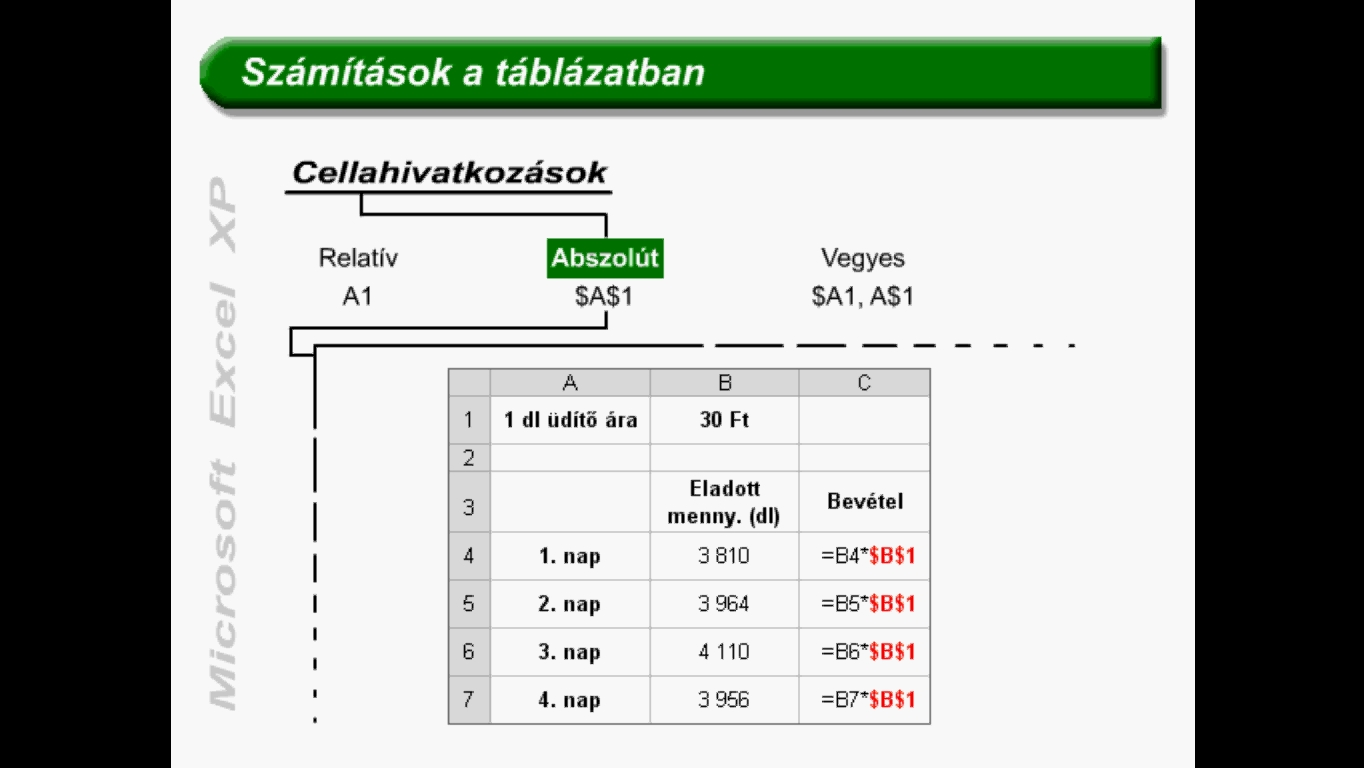 Számítások a táblázatban
Microsoft Excel XP
Cellahivatkozások
Relatív Abszolút Vegyes
A1 $A$1 $A1, A$1
A B C
1 1 dl üdítő ára 30 Ft
2
3 Eladott menny. (dl) Bevétel
4 1. nap 3 810 =B4*$B$1
5 2. nap 3 964 =B5*$B$1
6 3. nap 4 110 =B6*$B$1
7 4. nap 3 956 =B7*$B$1